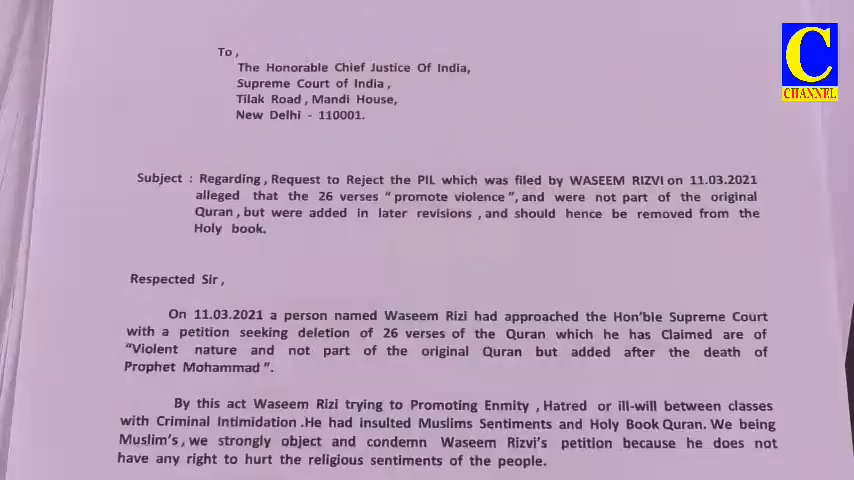 To,
The Honorable Chief Justice Of India,
Supreme Court of India,
Tilak Road, Mandi House,
New Delhi - 110001.
Subject : Regarding, Request to Reject the PIL which was filed by WASEEM RIZVI on 11.03.2021
alleged that the 26 verses "promote violence", and were not part of the original
Quran, but were added in later revisions, and should hence be removed from the
Holy book.
Respected Sir,
On 11.03.2021 a person named Waseem Rizi had approached the Hon'ble Supreme Court
with a petition seeking deletion of 26 verses of the Quran which he has Claimed are of
"Violent nature and not part of the original Quran but added after the death of
Prophet Mohammad".
By this act Waseem Rizi trying to Promoting Enmity, Hatred or ill-will between classes
with Criminal Intimidation .He had insulted Muslims Sentiments and Holy Book Quran. We being
Muslim's, we strongly object and condemn Waseem Rizvi's petition because he does not
have any right to hurt the religious sentiments of the people.
C
CHANNEL